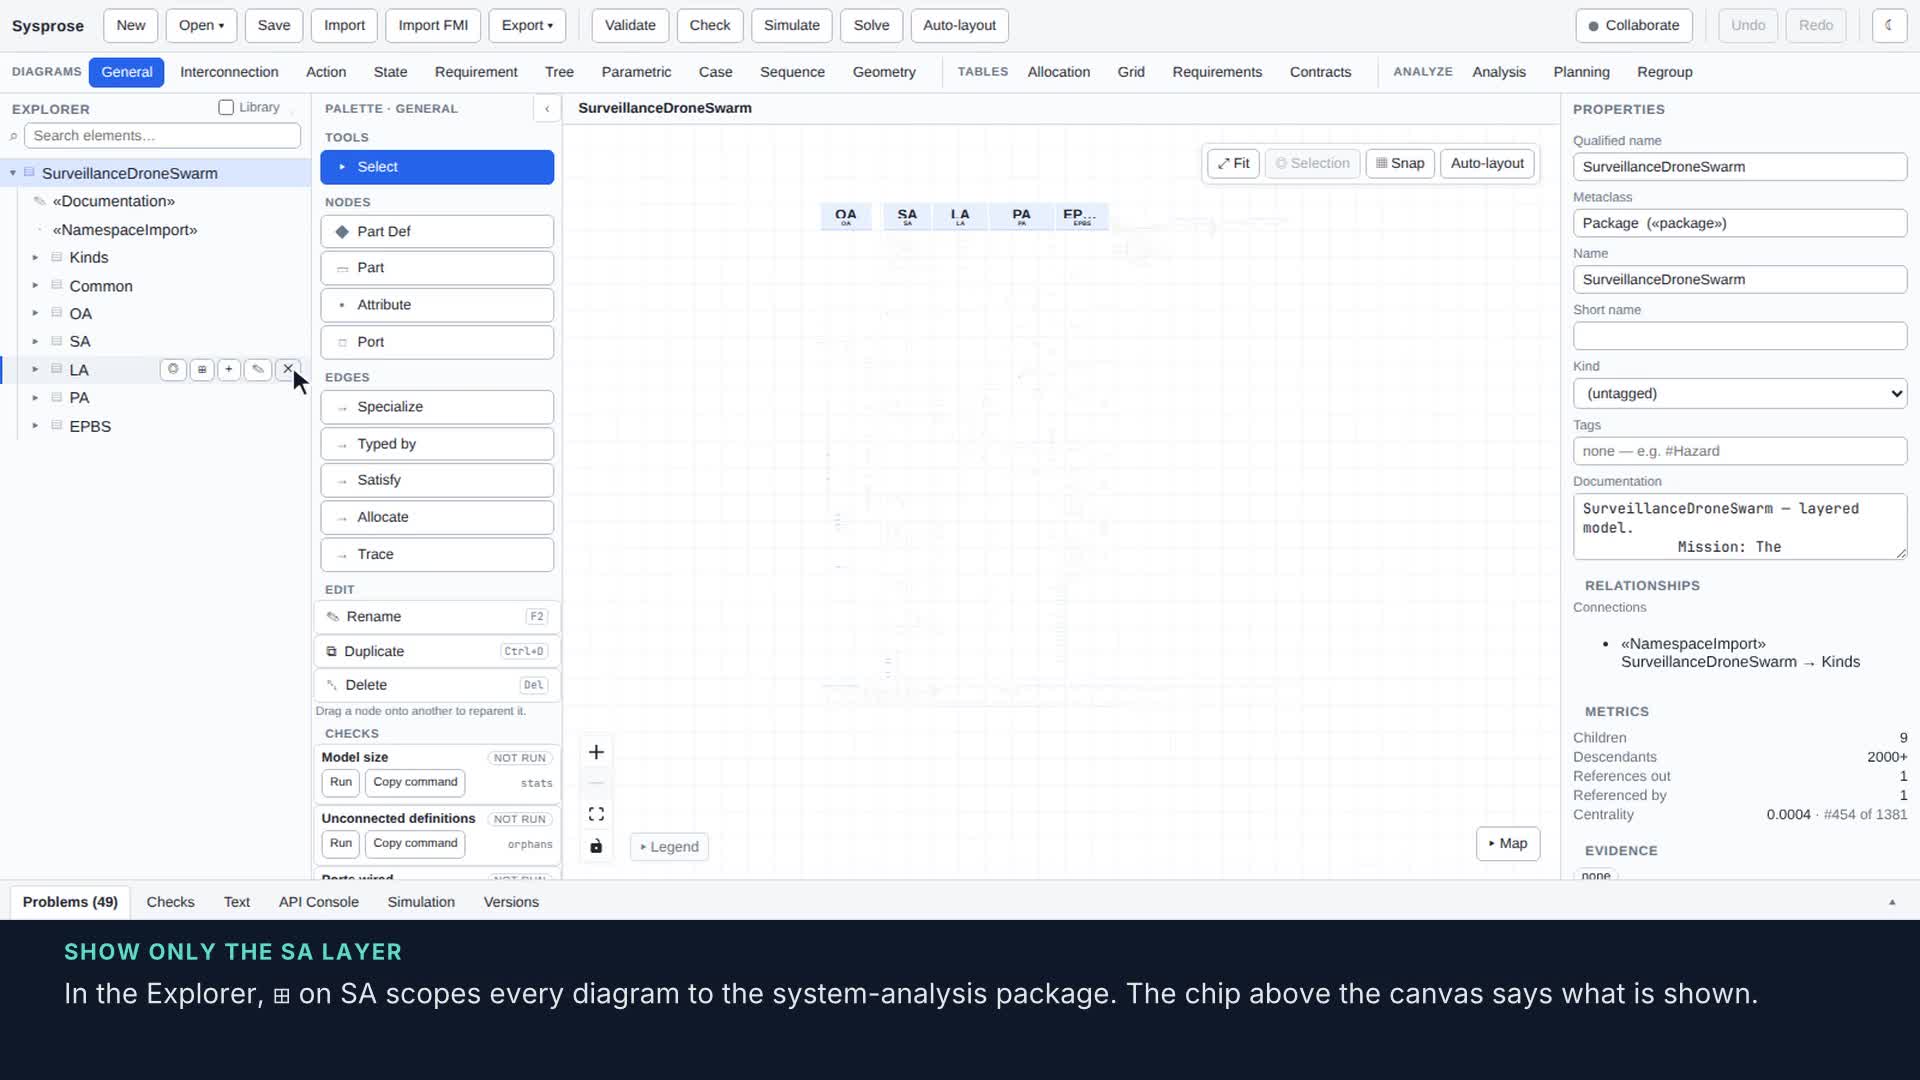 Sysprose New Open ▾ Save Import Import FMI Export ▾ Validate Check Simulate Solve Auto-layout Collaborate Undo Redo
DIAGRAMS General Interconnection Action State Requirement Tree Parametric Case Sequence Geometry TABLES Allocation Grid Requirements Contracts ANALYZE Analysis Planning Regroup
EXPLORER Library
Search elements…
SurveillanceDroneSwarm
«Documentation»
«NamespaceImport»
Kinds
Common
OA
SA
LA
PA
EPBS
PALETTE · GENERAL
TOOLS
Select
NODES
Part Def
Part
Attribute
Port
EDGES
→ Specialize
→ Typed by
→ Satisfy
→ Allocate
→ Trace
EDIT
Rename F2
Duplicate Ctrl+D
Delete Del
Drag a node onto another to reparent it.
CHECKS
Model size NOT RUN
Run Copy command stats
Unconnected definitions NOT RUN
Run Copy command orphans
Ports wired NOT RUN
SurveillanceDroneSwarm
Fit Selection Snap Auto-layout
OA SA LA PA EP…
OA SA LA PA EPBS
Legend
Map
PROPERTIES
Qualified name
SurveillanceDroneSwarm
Metaclass
Package («package»)
Name
SurveillanceDroneSwarm
Short name
Kind
(untagged)
Tags
none — e.g. #Hazard
Documentation
SurveillanceDroneSwarm — layered
model.
Mission: The
RELATIONSHIPS
Connections
• «NamespaceImport»
SurveillanceDroneSwarm → Kinds
METRICS
Children 9
Descendants 2000+
References out 1
Referenced by 1
Centrality 0.0004 · #454 of 1381
EVIDENCE
none
Problems (49) Checks Text API Console Simulation Versions
SHOW ONLY THE SA LAYER
In the Explorer, ⊞ on SA scopes every diagram to the system-analysis package. The chip above the canvas says what is shown.